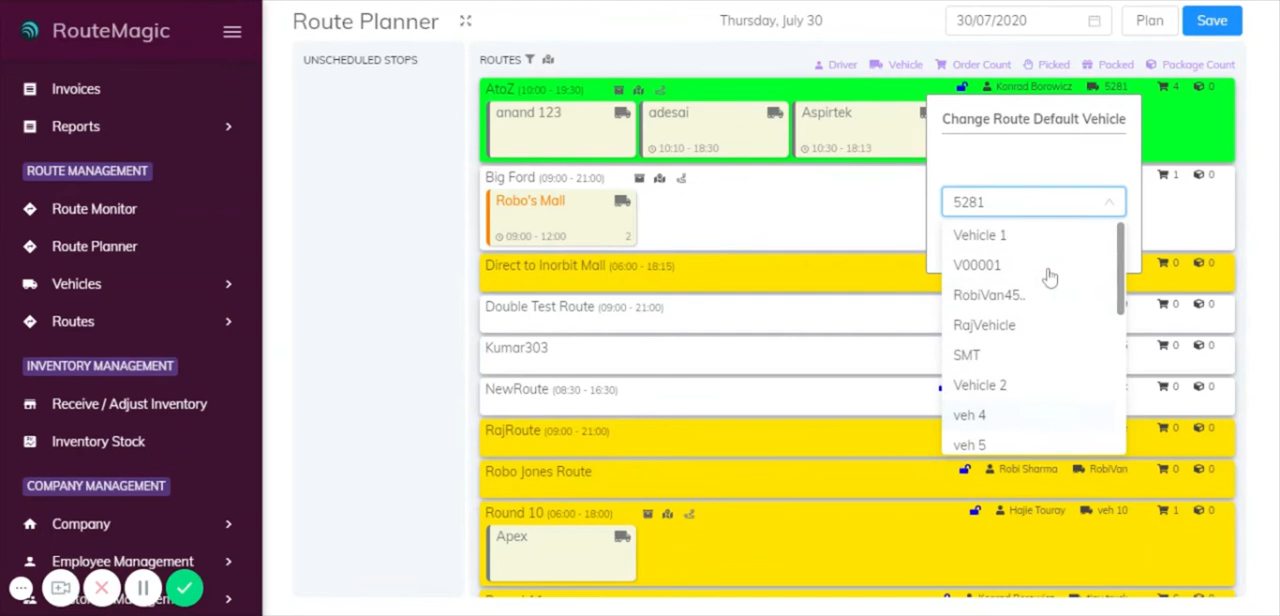 RouteMagic
Invoices
Reports
ROUTE MANAGEMENT
Route Monitor
Route Planner
Vehicles
Routes
INVENTORY MANAGEMENT
Receive / Adjust Inventory
Inventory Stock
COMPANY MANAGEMENT
Company
Employee Management
Route Planner
Thursday, July 30
30/07/2020
Plan
Save
UNSCHEDULED STOPS
ROUTES
Driver Vehicle Order Count Picked Packed Package Count
AtoZ (10:00 - 19:30)
Konrad Borowicz 5281 4 0
anand 123
adesai
10:10 - 18:30
Aspirtek
10:30 - 18:13
Big Ford (09:00 - 21:00)
1 0
Robo's Mall
09:00 - 12:00 2
Direct to Inorbit Mall (06:00 - 18:15)
0 0
Double Test Route (09:00 - 21:00)
0 0
Kumar303
0 0
NewRoute (08:30 - 16:30)
0 0
RajRoute (09:00 - 21:00)
0 0
Robo Jones Route
Robi Sharma RobiVan 0 0
Round 10 (06:00 - 18:00)
Hajie Touray veh 10 1 0
Apex
Change Route Default Vehicle
5281
Vehicle 1
V00001
RobiVan45..
RajVehicle
SMT
Vehicle 2
veh 4
veh 5